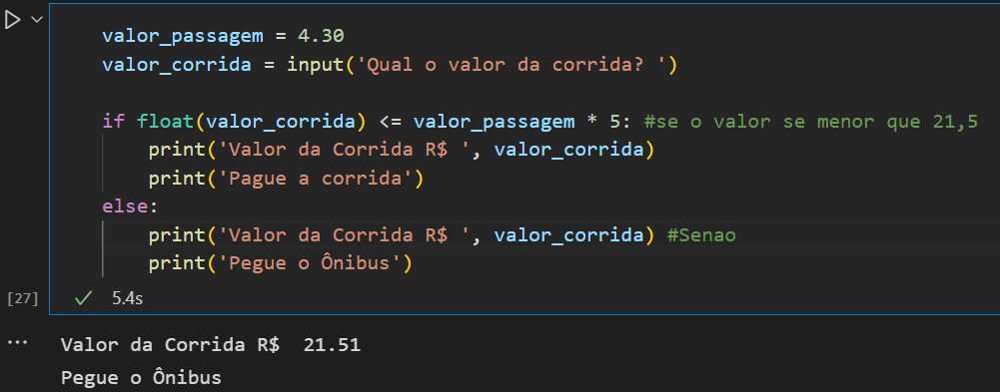 valor_passagem = 4.30
valor_corrida = input('Qual o valor da corrida? ')
if float(valor_corrida) <= valor_passagem * 5: #se o valor se menor que 21,5
    print('Valor da Corrida R$ ', valor_corrida)
    print('Pague a corrida')
else:
    print('Valor da Corrida R$ ', valor_corrida) #Senao
    print('Pegue o Ônibus')
[27] ✓ 5.4s
... Valor da Corrida R$  21.51
Pegue o Ônibus